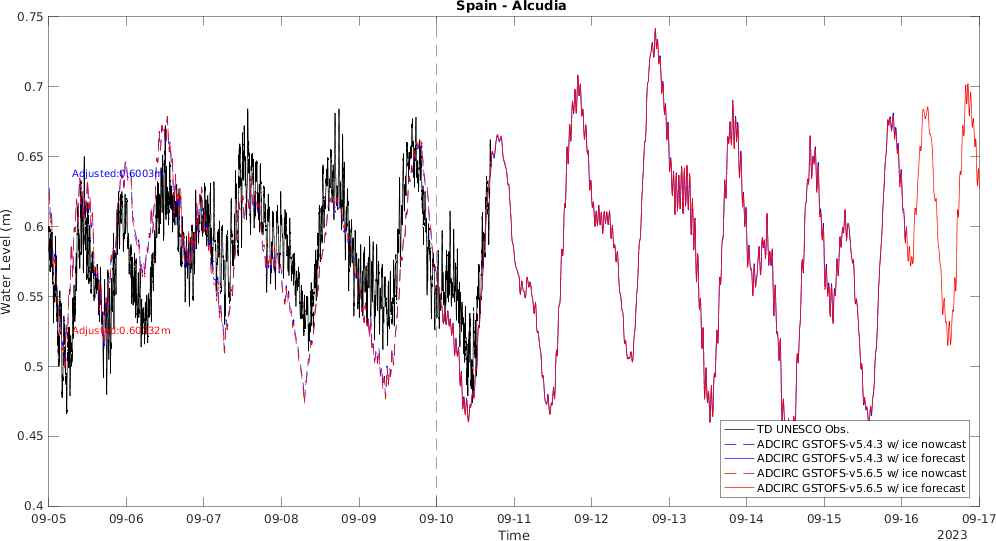 Spain - Alcudia
0.75
0.7
0.65
0.6
0.55
0.5
0.45
0.4
Water Level (m)
Adjusted:0.6003m
Adjusted:0.60032m
TD UNESCO Obs.
ADCIRC GSTOFS-v5.4.3 w/ ice nowcast
ADCIRC GSTOFS-v5.4.3 w/ ice forecast
ADCIRC GSTOFS-v5.6.5 w/ ice nowcast
ADCIRC GSTOFS-v5.6.5 w/ ice forecast
09-05 09-06 09-07 09-08 09-09 09-10 09-11 09-12 09-13 09-14 09-15 09-16 09-17
Time
2023